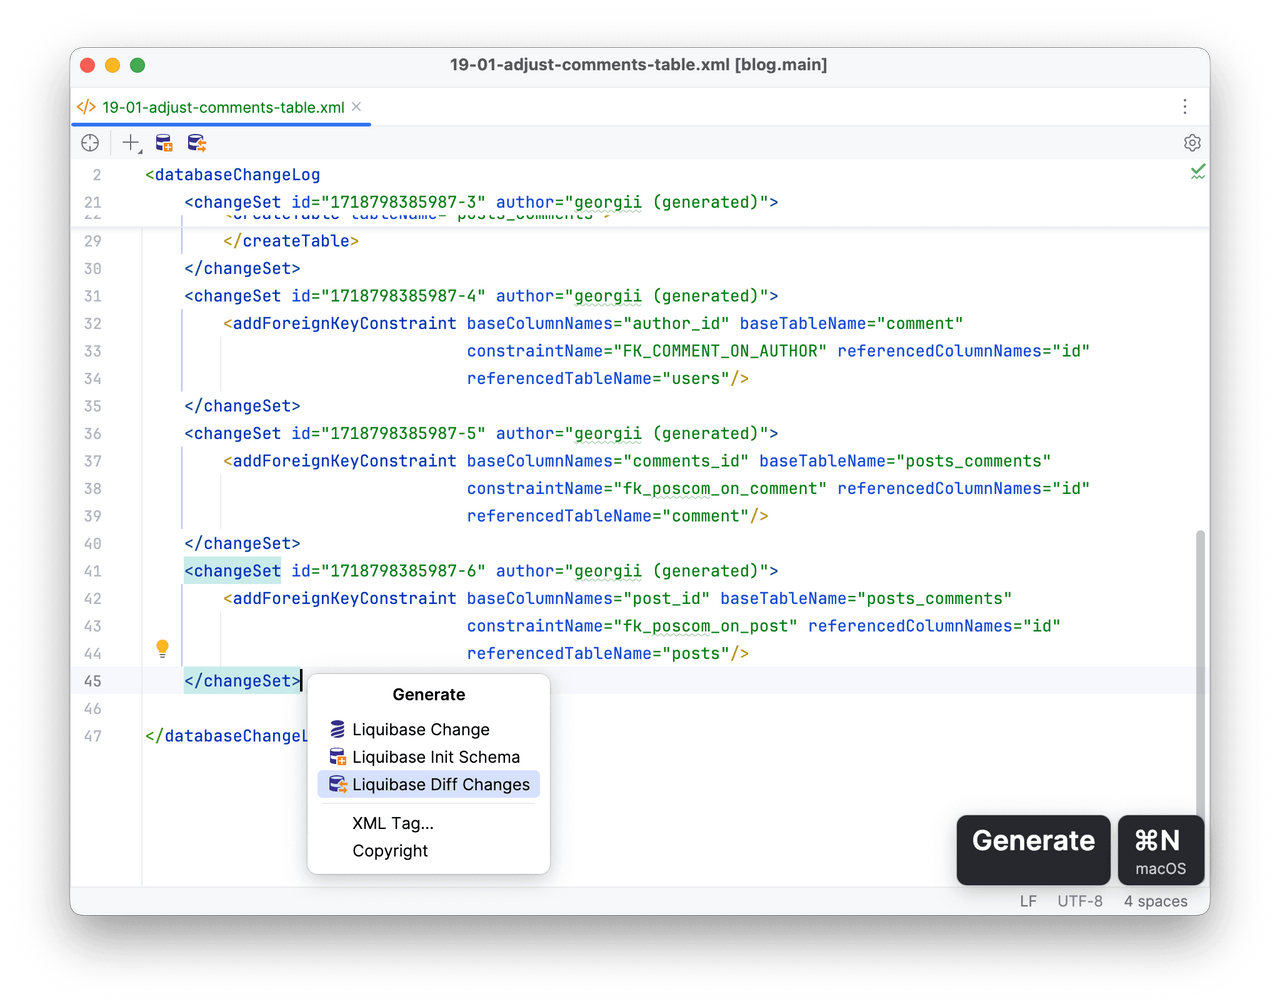 19-01-adjust-comments-table.xml [blog.main]
</> 19-01-adjust-comments-table.xml
2 <databaseChangeLog
21 <changeSet id="1718798385987-3" author="georgii (generated)">
22 <createTable tableName="posts_comments">
29 </createTable>
30 </changeSet>
31 <changeSet id="1718798385987-4" author="georgii (generated)">
32 <addForeignKeyConstraint baseColumnNames="author_id" baseTableName="comment"
33 constraintName="FK_COMMENT_ON_AUTHOR" referencedColumnNames="id"
34 referencedTableName="users"/>
35 </changeSet>
36 <changeSet id="1718798385987-5" author="georgii (generated)">
37 <addForeignKeyConstraint baseColumnNames="comments_id" baseTableName="posts_comments"
38 constraintName="fk_poscom_on_comment" referencedColumnNames="id"
39 referencedTableName="comment"/>
40 </changeSet>
41 <changeSet id="1718798385987-6" author="georgii (generated)">
42 <addForeignKeyConstraint baseColumnNames="post_id" baseTableName="posts_comments"
43 constraintName="fk_poscom_on_post" referencedColumnNames="id"
44 referencedTableName="posts"/>
45 </changeSet>
46
47 </databaseChangeL
Generate
Liquibase Change
Liquibase Init Schema
Liquibase Diff Changes
XML Tag...
Copyright
Generate
⌘N
macOS
LF UTF-8 4 spaces